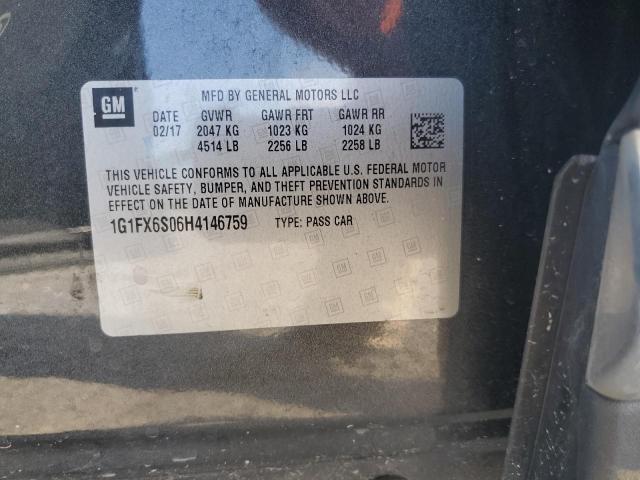 GM
MFD BY GENERAL MOTORS LLC
DATE GVWR GAWR FRT GAWR RR
02/17 2047 KG 1023 KG 1024 KG
4514 LB 2256 LB 2258 LB
THIS VEHICLE CONFORMS TO ALL APPLICABLE U.S. FEDERAL MOTOR
VEHICLE SAFETY, BUMPER, AND THEFT PREVENTION STANDARDS IN
EFFECT ON THE DATE OF MANUFACTURE SHOWN ABOVE.
1G1FX6S06H4146759 TYPE: PASS CAR